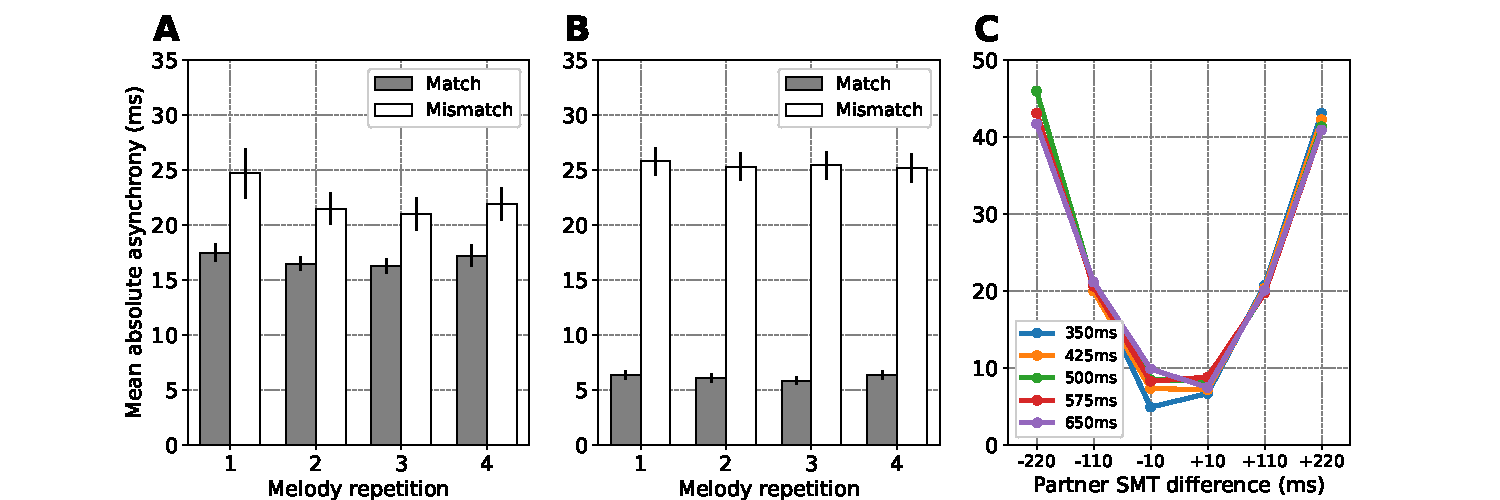 A
Mean absolute asynchrony (ms)
35
30
25
20
15
10
5
0
Match
Mismatch
1 2 3 4
Melody repetition
B
35
30
25
20
15
10
5
0
Match
Mismatch
1 2 3 4
Melody repetition
C
50
40
30
20
10
0
350ms
425ms
500ms
575ms
650ms
-220 -110 -10 +10 +110 +220
Partner SMT difference (ms)